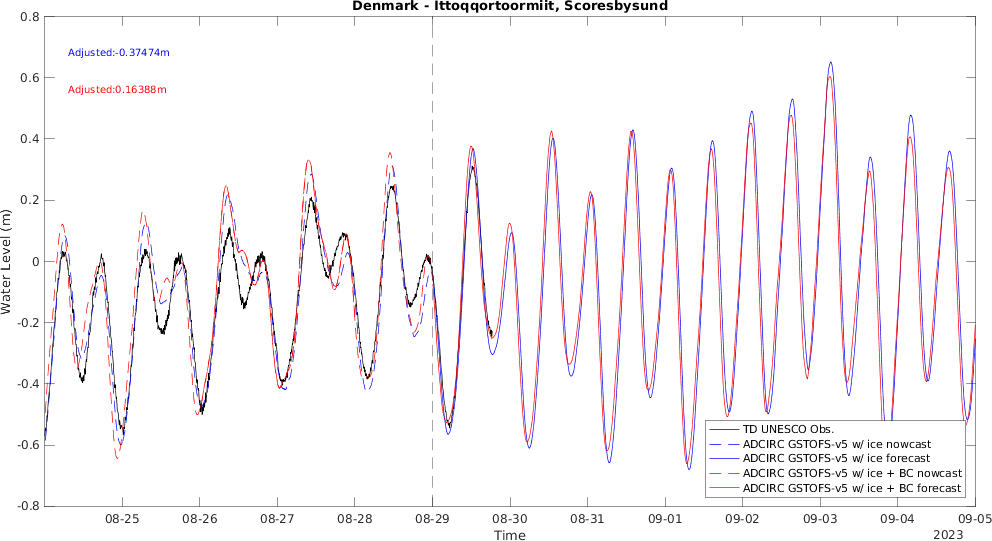 Denmark - Ittoqqortoormiit, Scoresbysund
Adjusted:-0.37474m
Adjusted:0.16388m
Water Level (m)
0.8
0.6
0.4
0.2
0
-0.2
-0.4
-0.6
-0.8
TD UNESCO Obs.
ADCIRC GSTOFS-v5 w/ ice nowcast
ADCIRC GSTOFS-v5 w/ ice forecast
ADCIRC GSTOFS-v5 w/ ice + BC nowcast
ADCIRC GSTOFS-v5 w/ ice + BC forecast
08-25 08-26 08-27 08-28 08-29 08-30 08-31 09-01 09-02 09-03 09-04 09-05
Time
2023